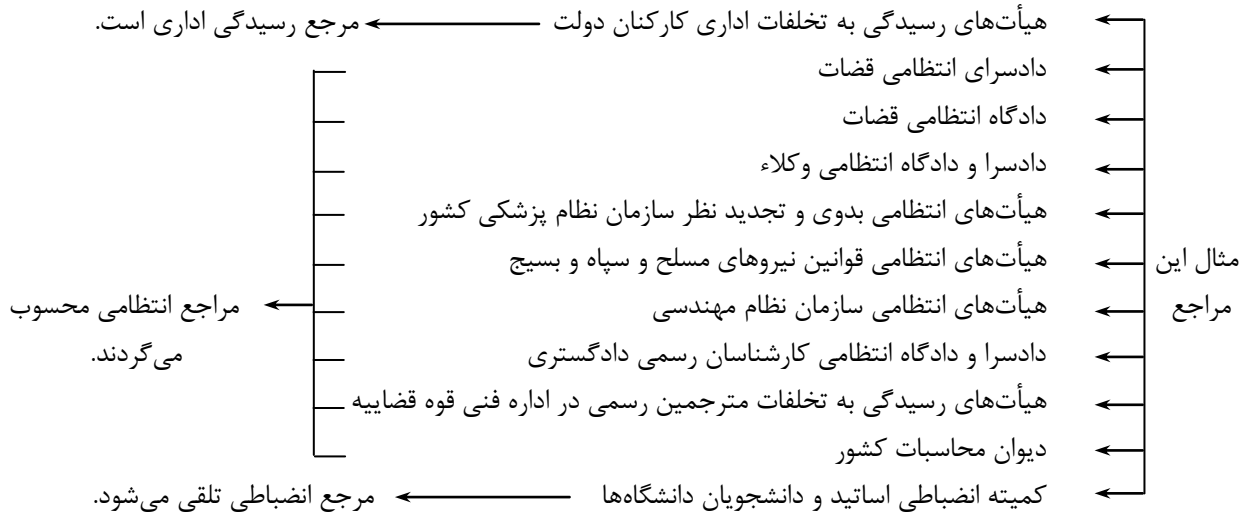 هیأت‌های رسیدگی به تخلفات اداری کارکنان دولت مرجع رسیدگی اداری است.
دادسرای انتظامی قضات
دادگاه انتظامی قضات
دادسرا و دادگاه انتظامی وکلاء
هیأت‌های انتظامی بدوی و تجدید نظر سازمان نظام پزشکی کشور
مثال این هیأت‌های انتظامی قوانین نیروهای مسلح و سپاه و بسیج
مراجع هیأت‌های انتظامی سازمان نظام مهندسی مراجع انتظامی محسوب
دادسرا و دادگاه انتظامی کارشناسان رسمی دادگستری می‌گردند.
هیأت‌های رسیدگی به تخلفات مترجمین رسمی در اداره فنی قوه قضاییه
دیوان محاسبات کشور
کمیته انضباطی اساتید و دانشجویان دانشگاه‌ها مرجع انضباطی تلقی می‌شود.